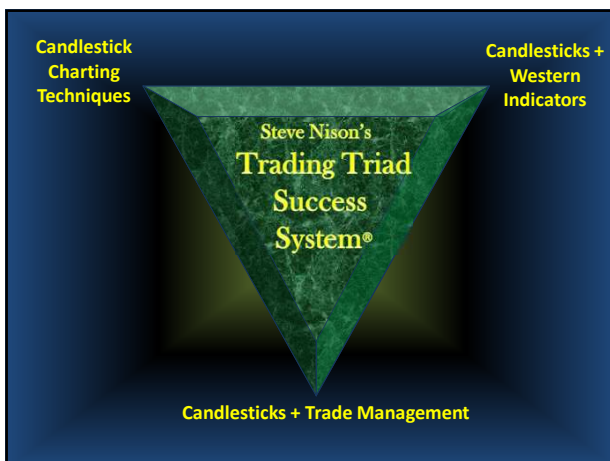 Candlestick
Charting
Techniques
Candlesticks +
Western
Indicators
Steve Nison's
Trading Triad
Success
System®
Candlesticks + Trade Management